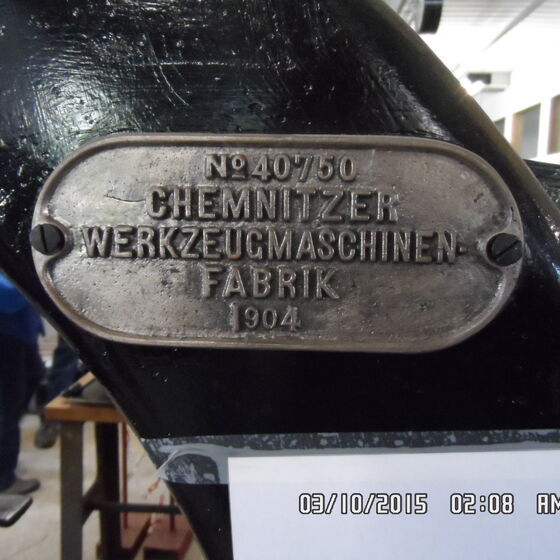 No 40750
CHEMNITZER
WERKZEUGMASCHINEN-
FABRIK
1904
03/10/2015 02:08 AM